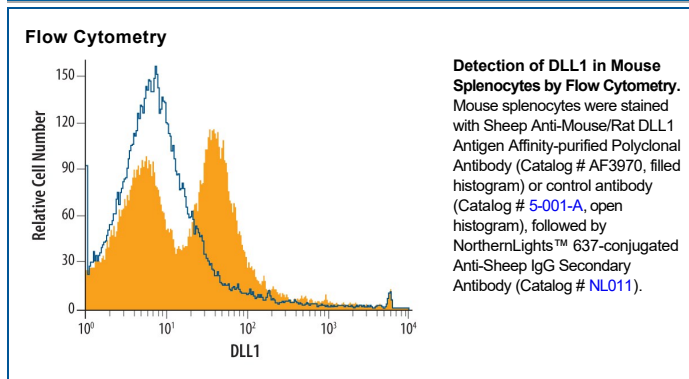 Flow Cytometry
150
120
90
60
30
0
Relative Cell Number
10⁰
10¹
10²
10³
10⁴
DLL1
Detection of DLL1 in Mouse
Splenocytes by Flow Cytometry.
Mouse splenocytes were stained
with Sheep Anti-Mouse/Rat DLL1
Antigen Affinity-purified Polyclonal
Antibody (Catalog # AF3970, filled
histogram) or control antibody
(Catalog # 5-001-A, open
histogram), followed by
NorthernLights™ 637-conjugated
Anti-Sheep IgG Secondary
Antibody (Catalog # NL011).